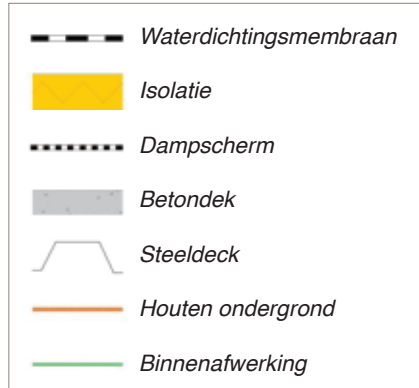 Waterdichtingsmembraan
Isolatie
Dampscherm
Betondek
Steeldeck
Houten ondergrond
Binnenafwerking